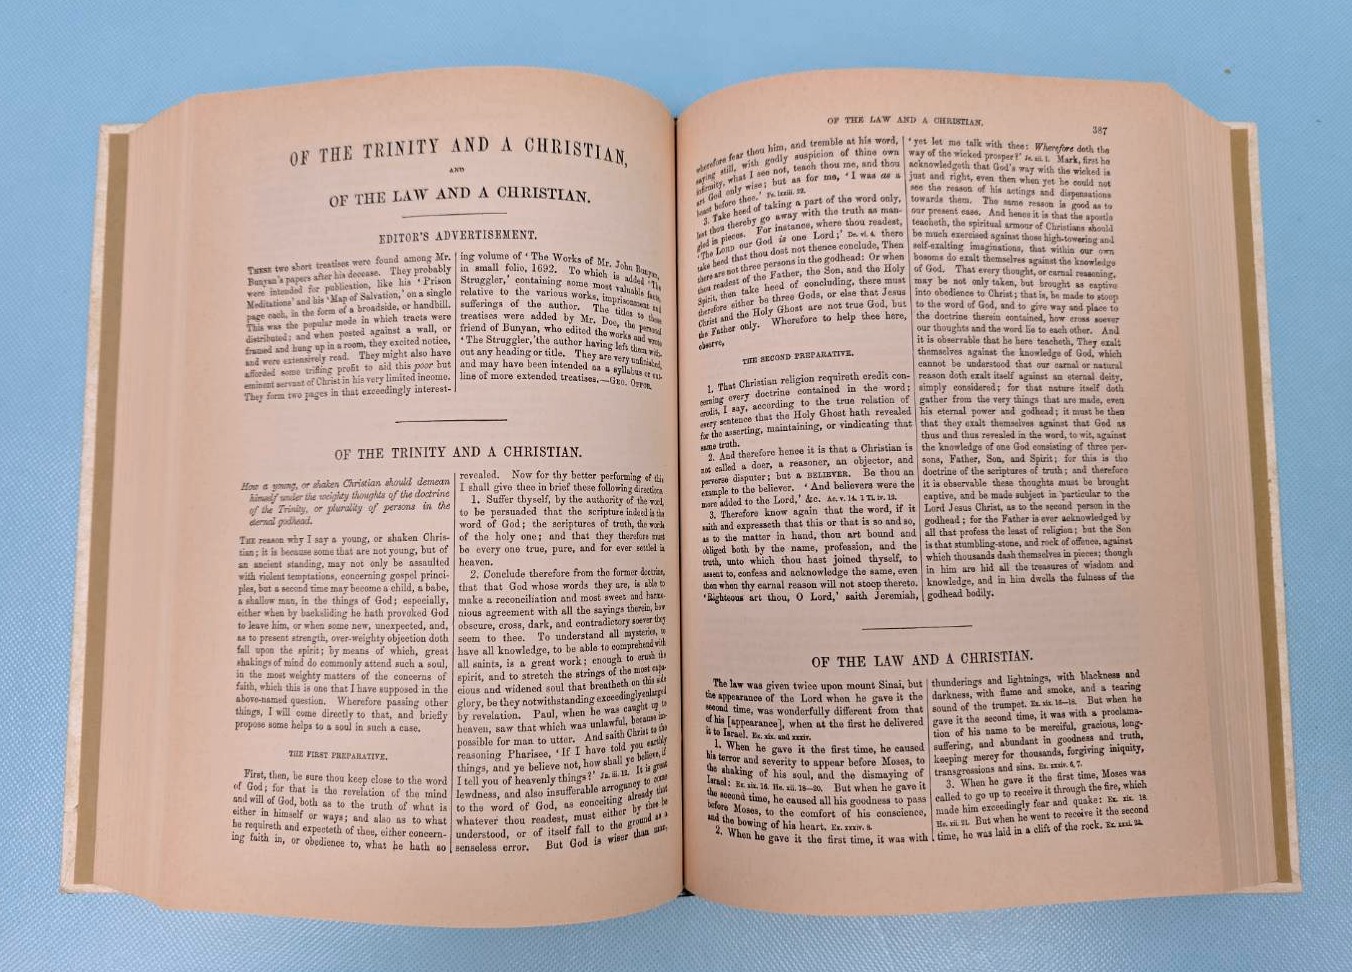 OF THE TRINITY AND A CHRISTIAN,
AND
OF THE LAW AND A CHRISTIAN.
EDITOR'S ADVERTISEMENT.
THESE two short treatises were found among Mr.
Bunyan's papers after his decease. They probably
were intended for publication, like his 'Prison
Meditations' and his 'Map of Salvation,' on a single
page each, in the form of a broadside, or handbill.
This was the popular mode in which tracts were
distributed; and when posted against a wall, or
framed and hung up in a room, they excited notice,
and were extensively read. They might also have
afforded some trifling profit to aid this poor but
eminent servant of Christ in his very limited income.
They form two pages in that exceedingly interest-
ing volume of 'The Works of Mr. John Bunyan,
in small folio, 1692. To which is added 'The
Struggler,' containing some most valuable facts,
relative to the various works, imprisonment and
sufferings of the author. The titles to these
treatises were added by Mr. Doe, the personal
friend of Bunyan, who edited the works and wrote
'The Struggler,' the author having left them with-
out any heading or title. They are very unfinished,
and may have been intended as a syllabus or out-
line of more extended treatises.—GEO. OFFOR.
OF THE TRINITY AND A CHRISTIAN.
How a young, or shaken Christian should demean
himself under the weighty thoughts of the doctrine
of the Trinity, or plurality of persons in the
eternal godhead.
THE reason why I say a young, or shaken Chris-
tian; it is because some that are not young, but of
an ancient standing, may not only be assaulted
with violent temptations, concerning gospel princi-
ples, but a second time may become a child, a babe,
a shallow man, in the things of God; especially,
either when by backsliding he hath provoked God
to leave him, or when some new, unexpected, and,
as to present strength, over-weighty objection doth
fall upon the spirit; by means of which, great
shakings of mind do commonly attend such a soul,
in the most weighty matters of the concerns of
faith, which this is one that I have supposed in the
above-named question. Wherefore passing other
things, I will come directly to that, and briefly
propose some helps to a soul in such a case.
THE FIRST PREPARATIVE.
First, then, be sure thou keep close to the word
of God; for that is the revelation of the mind
and will of God, both as to the truth of what is
either in himself or ways; and also as to what
he requireth and expecteth of thee, either concern-
ing faith in, or obedience to, what he hath so
revealed. Now for thy better performing of this
I shall give thee in brief these following directions
1. Suffer thyself, by the authority of the word,
to be persuaded that the scripture indeed is the
word of God; the scriptures of truth, the words
of the holy one; and that they therefore must
be every one true, pure, and for ever settled in
heaven.
2. Conclude therefore from the former doctrine,
that that God whose words they are, is able to
make a reconciliation and most sweet and harmo-
nious agreement with all the sayings therein, how
obscure, cross, dark, and contradictory soever they
seem to thee. To understand all mysteries, to
have all knowledge, to be able to comprehend with
all saints, is a great work; enough to crush the
spirit, and to stretch the strings of the most capa-
cious and widened soul that breatheth on this side
glory, be they notwithstanding exceedingly enlarged
by revelation. Paul, when he was caught up to
heaven, saw that which was unlawful, because im-
possible for man to utter. And saith Christ to the
reasoning Pharisee, 'If I have told you earthly
things, and ye believe not, how shall ye believe, if
I tell you of heavenly things?' Jn. iii. 12. It is great
lewdness, and also insufferable arrogancy to come
to the word of God, as conceiting already that
whatever thou readest, must either by thee be
understood, or of itself fall to the ground as a
senseless error. But God is wiser than man,
OF THE LAW AND A CHRISTIAN.
387
wherefore fear thou him, and tremble at his word,
saying still, with godly suspicion of thine own
infirmity, what I see not, teach thou me, and thou
art God only wise; but as for me, 'I was as a
beast before thee.' Ps. lxxiii. 22.
3. Take heed of taking a part of the word only,
lest thou thereby go away with the truth as man-
gled in pieces. For instance, where thou readest,
'The LORD our God is one Lord;' De. vi. 4. there
take heed that thou dost not thence conclude, Then
there are not three persons in the godhead: Or when
thou readest of the Father, the Son, and the Holy
Spirit, then take heed of concluding, there must
therefore either be three Gods, or else that Jesus
Christ and the Holy Ghost are not true God, but
the Father only. Wherefore to help thee here,
observe,
THE SECOND PREPARATIVE.
1. That Christian religion requireth credit con-
cerning every doctrine contained in the word;
credit, I say, according to the true relation of
every sentence that the Holy Ghost hath revealed
for the asserting, maintaining, or vindicating that
same truth.
2. And therefore hence it is that a Christian is
not called a doer, a reasoner, an objector, and
perverse disputer; but a BELIEVER. Be thou an
example to the believer. 'And believers were the
more added to the Lord,' &c. Ac. v. 14. 1 Ti. iv. 12.
3. Therefore know again that the word, if it
saith and expresseth that this or that is so and so,
as to the matter in hand, thou art bound and
obliged both by the name, profession, and the
truth, unto which thou hast joined thyself, to
assent to, confess and acknowledge the same, even
then when thy carnal reason will not stoop thereto.
'Righteous art thou, O Lord,' saith Jeremiah,
'yet let me talk with thee: Wherefore doth the
way of the wicked prosper?' Je. xii. 1. Mark, first he
acknowledgeth that God's way with the wicked is
just and right, even then when yet he could not
see the reason of his actings and dispensations
towards them. The same reason is good as to
our present case. And hence it is that the apostle
teacheth, the spiritual armour of Christians should
be much exercised against those high-towering and
self-exalting imaginations, that within our own
bosoms do exalt themselves against the knowledge
of God. That every thought, or carnal reasoning,
may be not only taken, but brought as captive
into obedience to Christ; that is, be made to stoop
to the word of God, and to give way and place to
the doctrine therein contained, how cross soever
our thoughts and the word lie to each other. And
it is observable that he here teacheth, They exalt
themselves against the knowledge of God, which
cannot be understood that our carnal or natural
reason doth exalt itself against an eternal deity,
simply considered; for that nature itself doth
gather from the very things that are made, even
his eternal power and godhead; it must be then
that they exalt themselves against that God as
thus and thus revealed in the word, to wit, against
the knowledge of one God consisting of three per-
sons, Father, Son, and Spirit; for this is the
doctrine of the scriptures of truth; and therefore
it is observable these thoughts must be brought
captive, and be made subject in particular to the
Lord Jesus Christ, as to the second person in the
godhead; for the Father is ever acknowledged by
all that profess the least of religion; but the Son
is that stumbling-stone, and rock of offence, against
which thousands dash themselves in pieces; though
in him are hid all the treasures of wisdom and
knowledge, and in him dwells the fulness of the
godhead bodily.
OF THE LAW AND A CHRISTIAN.
The law was given twice upon mount Sinai, but
the appearance of the Lord when he gave it the
second time, was wonderfully different from that
of his [appearance], when at the first he delivered
it to Israel. Ex. xix. and xxxiv.
1. When he gave it the first time, he caused
his terror and severity to appear before Moses, to
the shaking of his soul, and the dismaying of
Israel: Ex. xix. 16. He. xii. 18—20. But when he gave it
the second time, he caused all his goodness to pass
before Moses, to the comfort of his conscience,
and the bowing of his heart. Ex. xxxiv. 8.
2. When he gave it the first time, it was with
thunderings and lightnings, with blackness and
darkness, with flame and smoke, and a tearing
sound of the trumpet. Ex. xix. 16—18. But when he
gave it the second time, it was with a proclama-
tion of his name to be merciful, gracious, long-
suffering, and abundant in goodness and truth,
keeping mercy for thousands, forgiving iniquity,
transgressions and sins. Ex. xxxiv. 6, 7.
3. When he gave it the first time, Moses was
called to go up to receive it through the fire, which
made him exceedingly fear and quake: Ex. xix. 18.
He. xii. 21. But when he went to receive it the second
time, he was laid in a clift of the rock. Ex. xxxiii. 22.